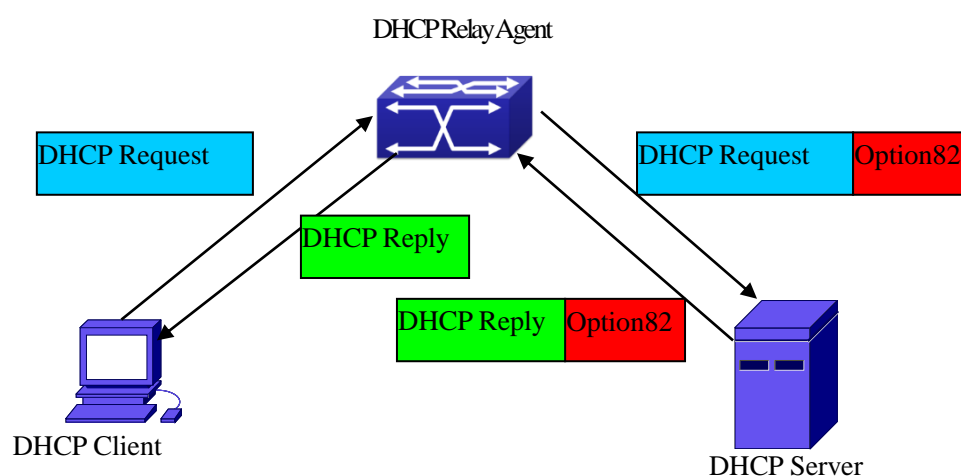 DHCP Relay Agent
DHCP Request
DHCP Request Option82
DHCP Reply
DHCP Reply Option82
DHCP Client
DHCP Server